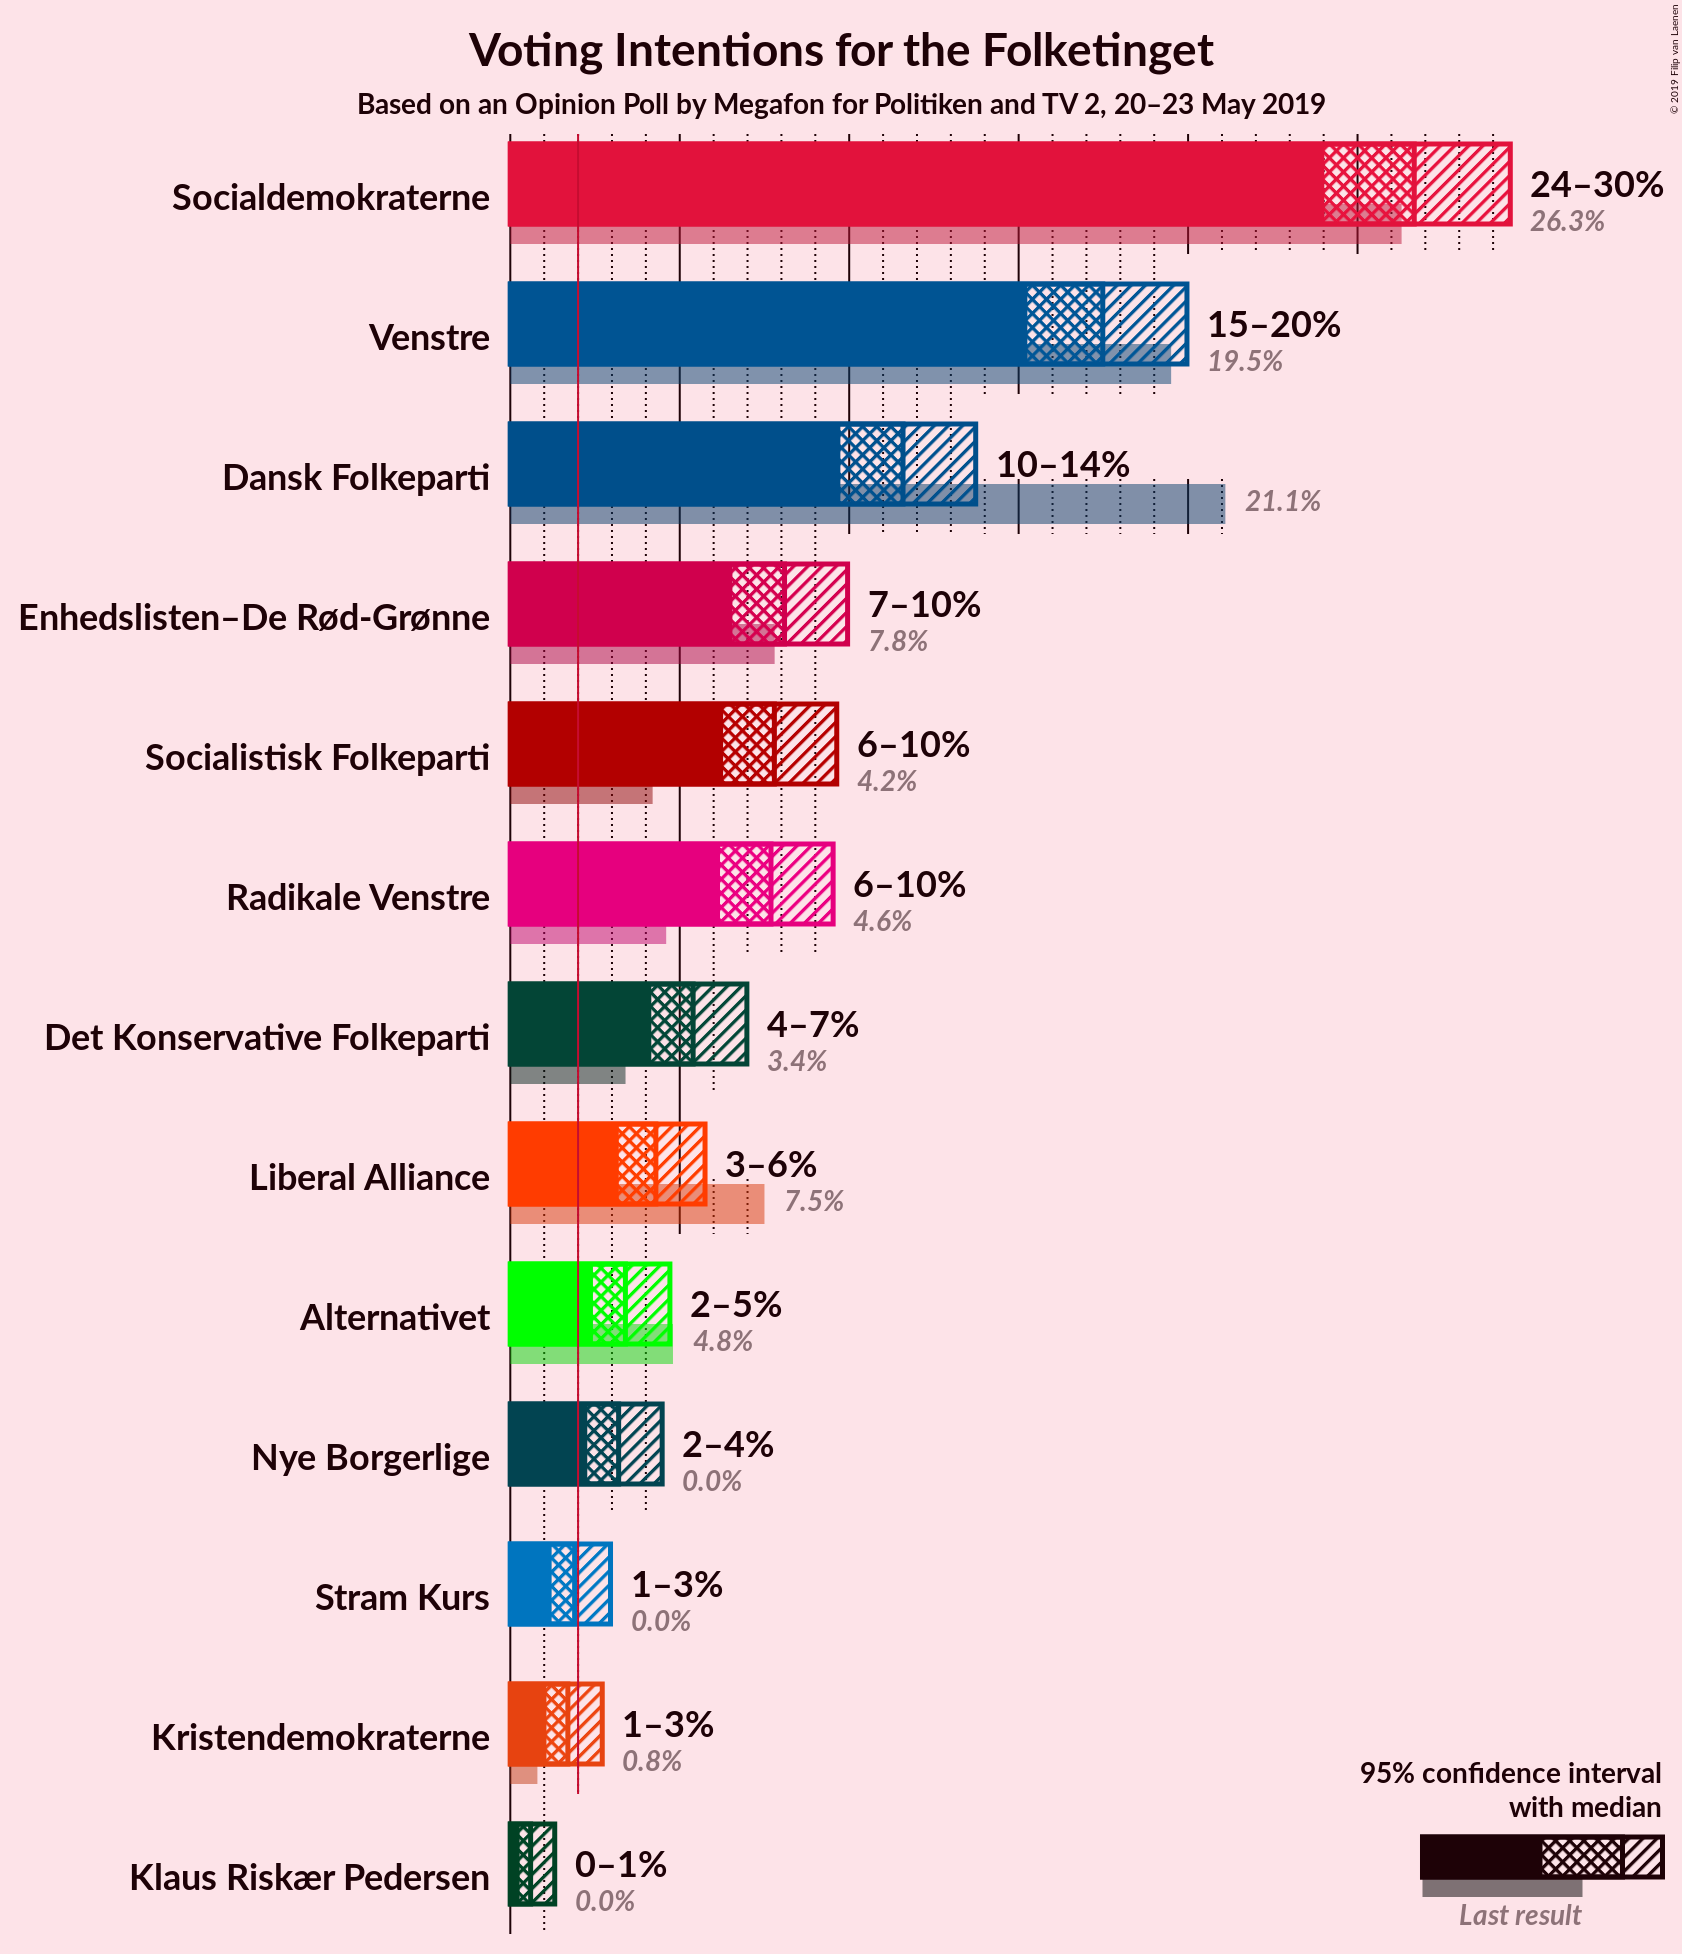 Voting Intentions for the Folketinget
Based on an Opinion Poll by Megafon for Politiken and TV 2, 20–23 May 2019
© 2019 Filip van Laenen
Socialdemokraterne
24–30%
26.3%
Venstre
15–20%
19.5%
Dansk Folkeparti
10–14%
21.1%
Enhedslisten–De Rød-Grønne
7–10%
7.8%
Socialistisk Folkeparti
6–10%
4.2%
Radikale Venstre
6–10%
4.6%
Det Konservative Folkeparti
4–7%
3.4%
Liberal Alliance
3–6%
7.5%
Alternativet
2–5%
4.8%
Nye Borgerlige
2–4%
0.0%
Stram Kurs
1–3%
0.0%
Kristendemokraterne
1–3%
0.8%
Klaus Riskær Pedersen
0–1%
0.0%
95% confidence interval
with median
Last result